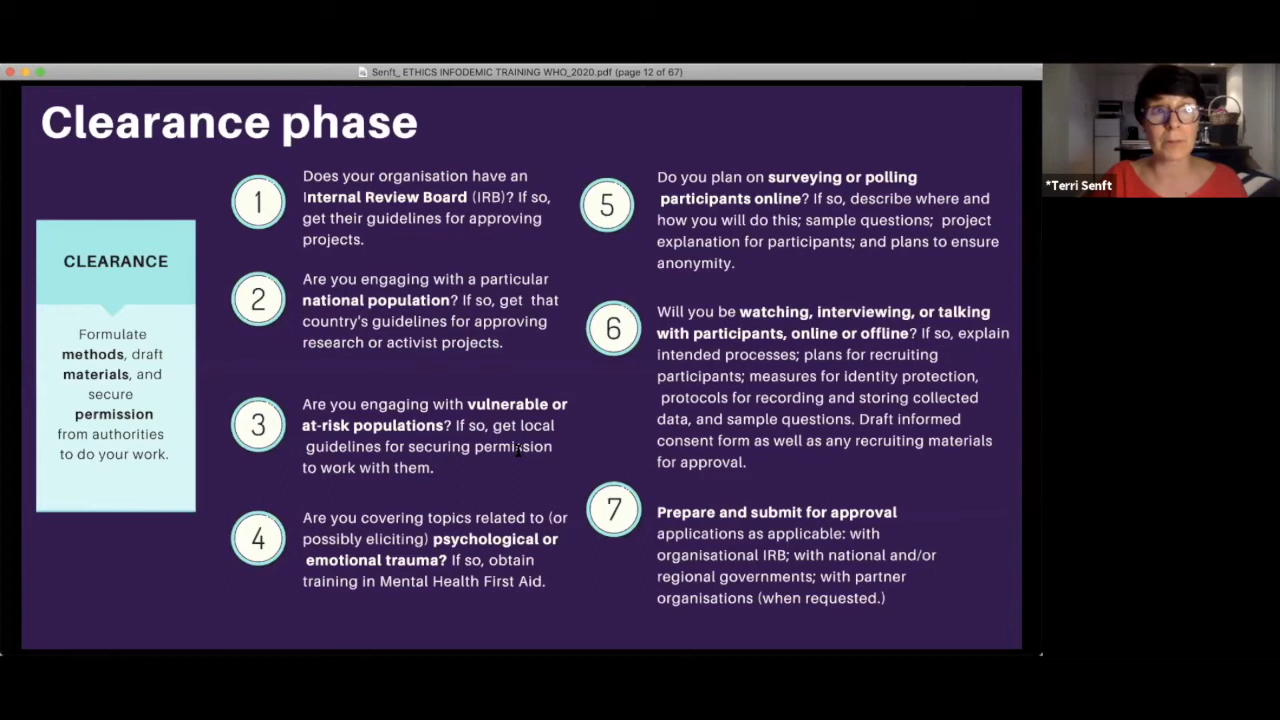 Senft_ ETHICS INFODEMIC TRAINING WHO_2020.pdf (page 12 of 67)
Clearance phase
CLEARANCE
Formulate
methods, draft
materials, and
secure
permission
from authorities
to do your work.
1
Does your organisation have an
Internal Review Board (IRB)? If so,
get their guidelines for approving
projects.
2
Are you engaging with a particular
national population? If so, get that
country's guidelines for approving
research or activist projects.
3
Are you engaging with vulnerable or
at-risk populations? If so, get local
guidelines for securing permission
to work with them.
4
Are you covering topics related to (or
possibly eliciting) psychological or
emotional trauma? If so, obtain
training in Mental Health First Aid.
5
Do you plan on surveying or polling
participants online? If so, describe where and
how you will do this; sample questions; project
explanation for participants; and plans to ensure
anonymity.
6
Will you be watching, interviewing, or talking
with participants, online or offline? If so, explain
intended processes; plans for recruiting
participants; measures for identity protection,
protocols for recording and storing collected
data, and sample questions. Draft informed
consent form as well as any recruiting materials
for approval.
7
Prepare and submit for approval
applications as applicable: with
organisational IRB; with national and/or
regional governments; with partner
organisations (when requested.)
*Terri Senft